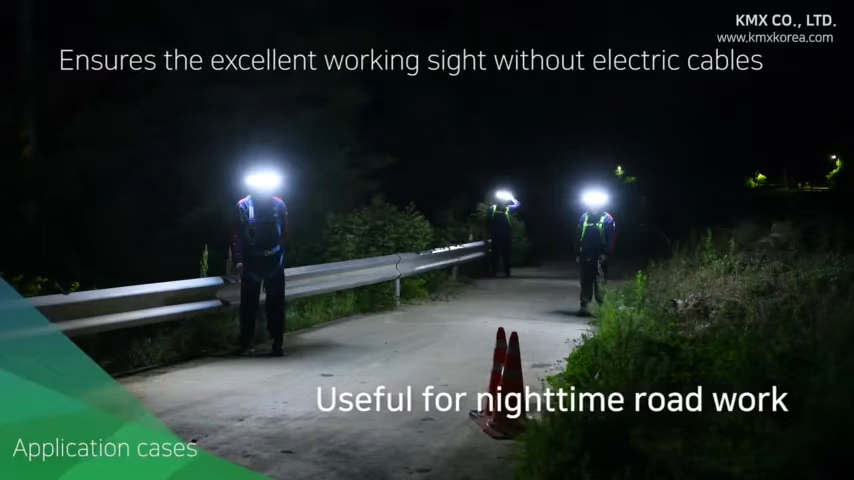 KMX CO., LTD.
www.kmxkorea.com
Ensures the excellent working sight without electric cables
Useful for nighttime road work
Application cases